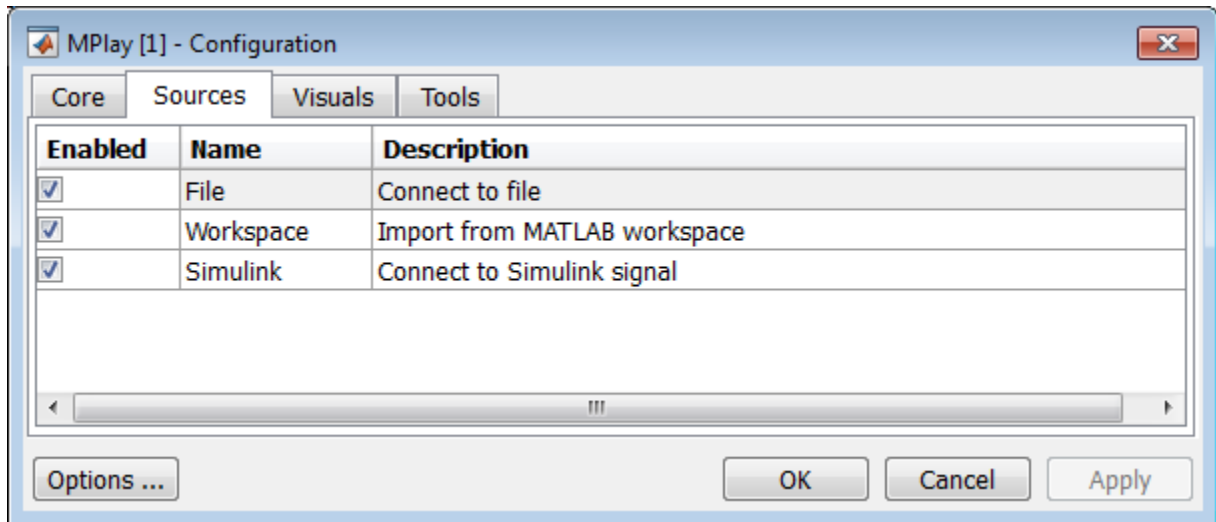 MPlay [1] - Configuration
Core Sources Visuals Tools
Enabled Name Description
File Connect to file
Workspace Import from MATLAB workspace
Simulink Connect to Simulink signal
Options ... OK Cancel Apply